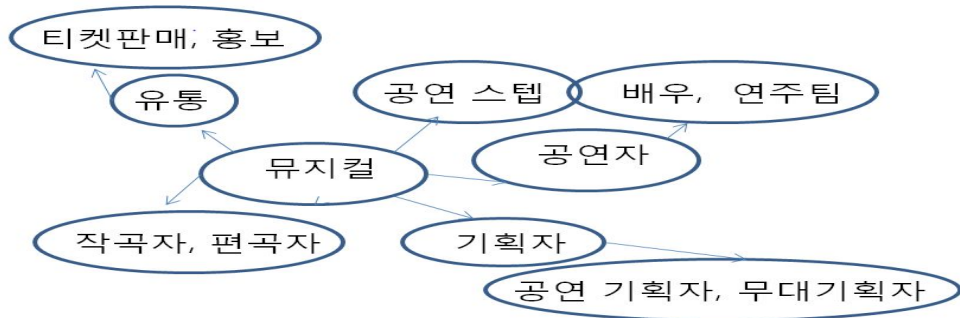 티켓판매, 홍보
유통
공연 스텝
배우, 연주팀
공연자
뮤지컬
작곡자, 편곡자
기획자
공연 기획자, 무대기획자